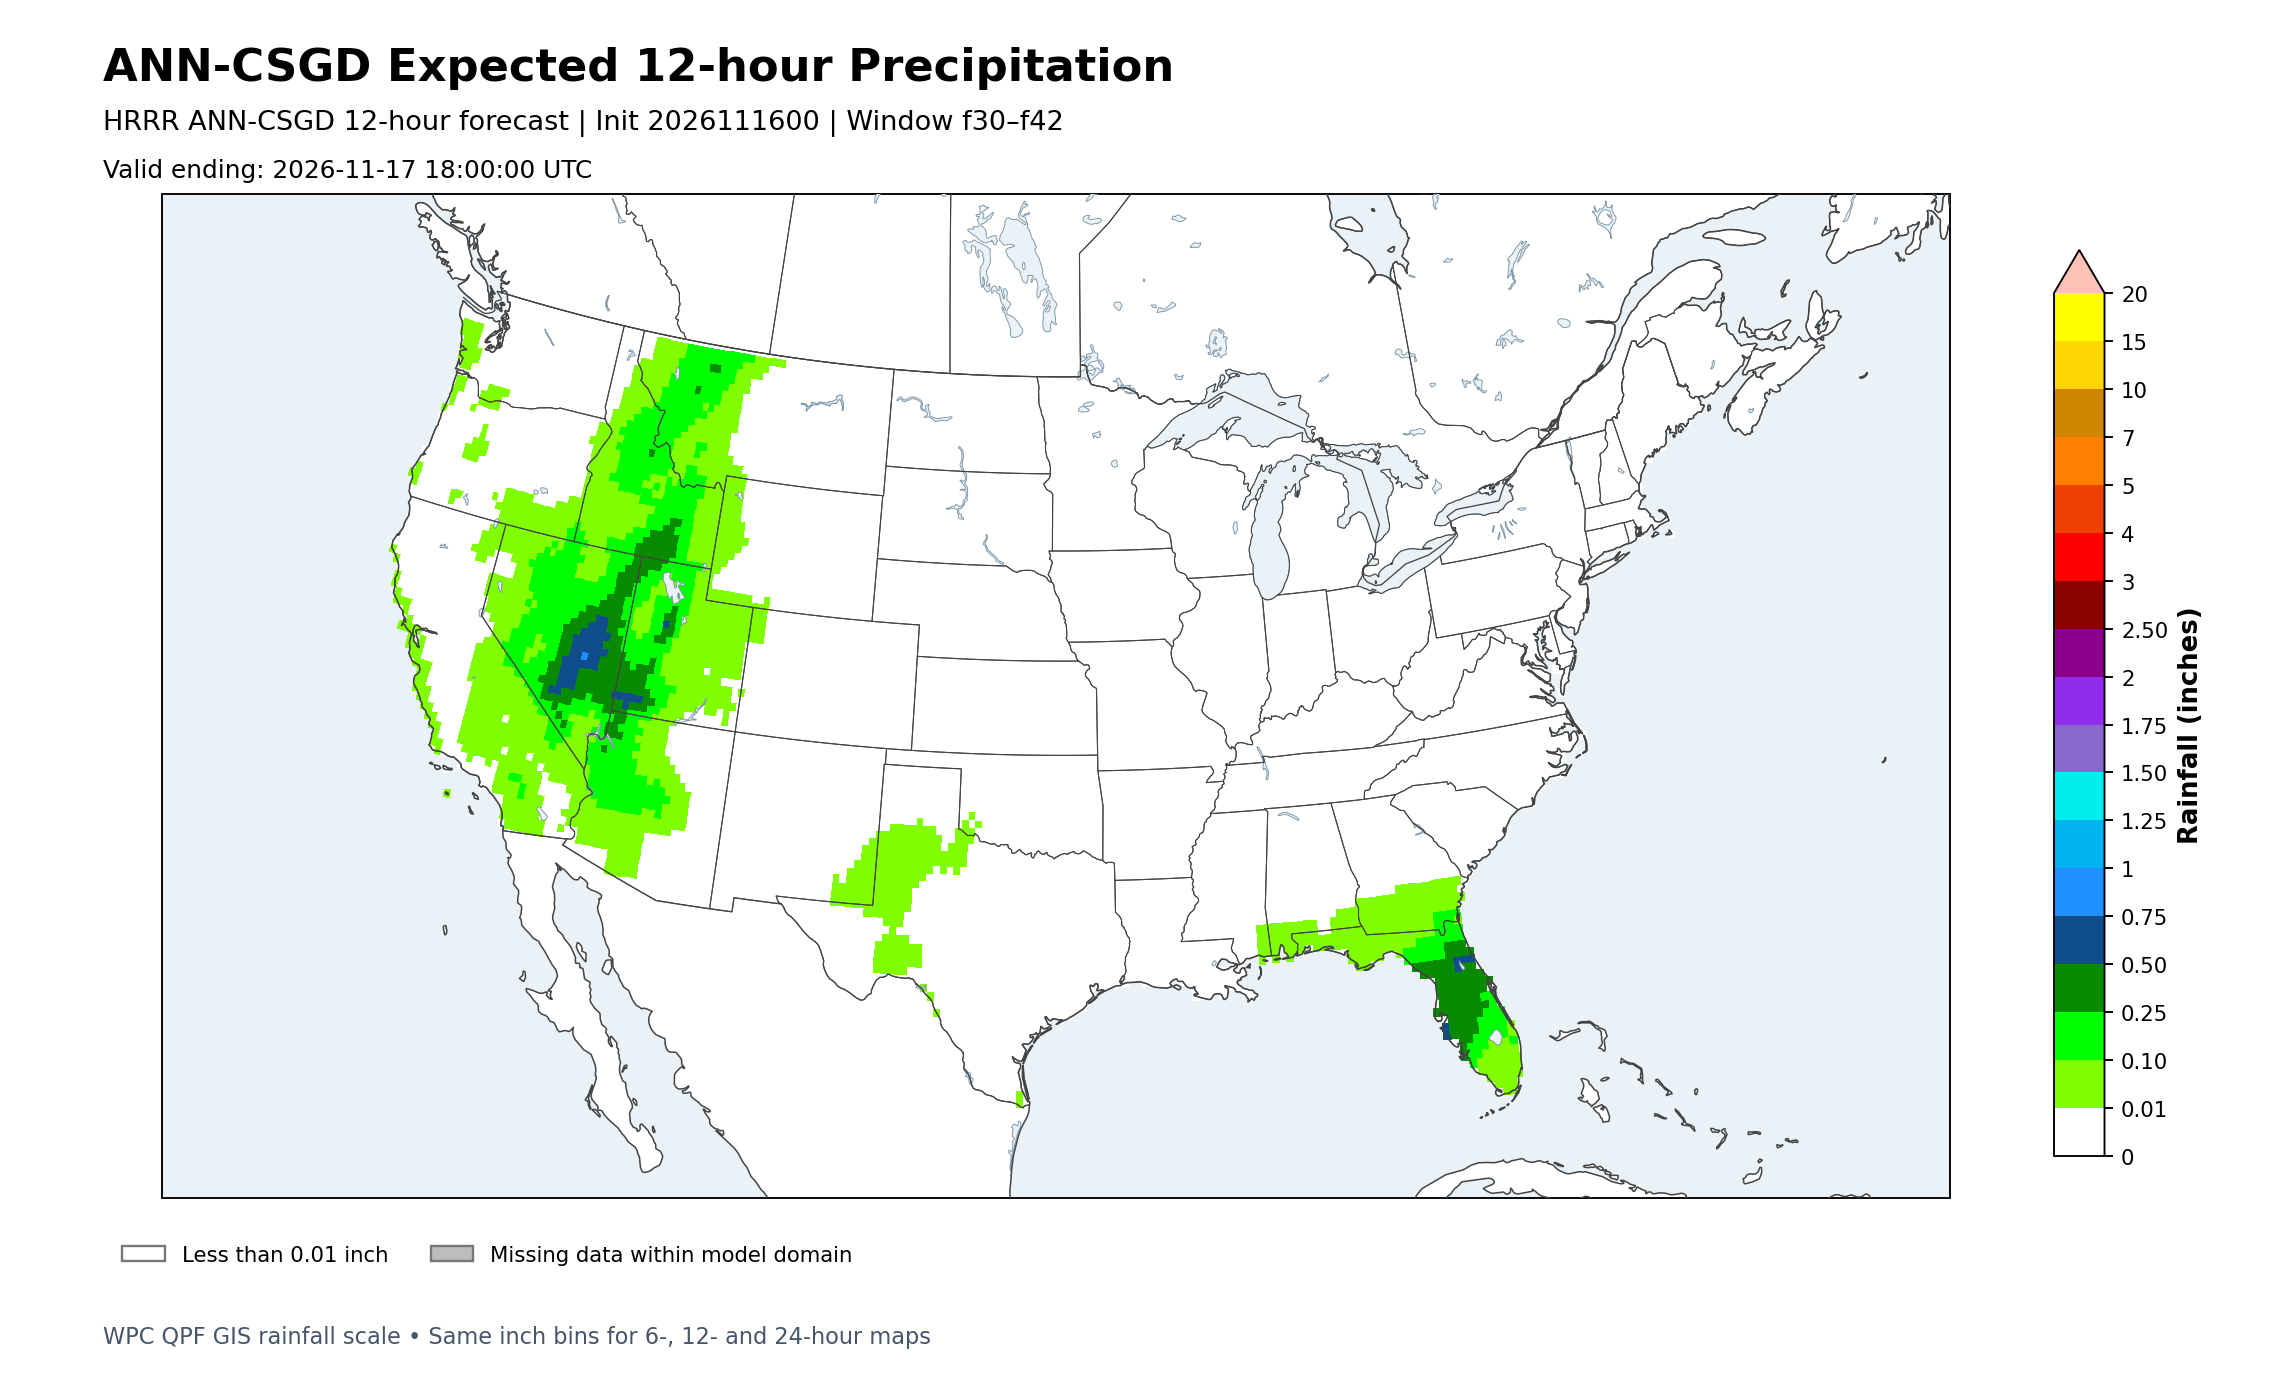 ANN-CSGD Expected 12-hour Precipitation
HRRR ANN-CSGD 12-hour forecast | Init 2026111600 | Window f30–f42
Valid ending: 2026-11-17 18:00:00 UTC
20
15
10
7
5
4
3
2.50
2
1.75
1.50
1.25
1
0.75
0.50
0.25
0.10
0.01
0
Rainfall (inches)
Less than 0.01 inch
Missing data within model domain
WPC QPF GIS rainfall scale • Same inch bins for 6-, 12- and 24-hour maps